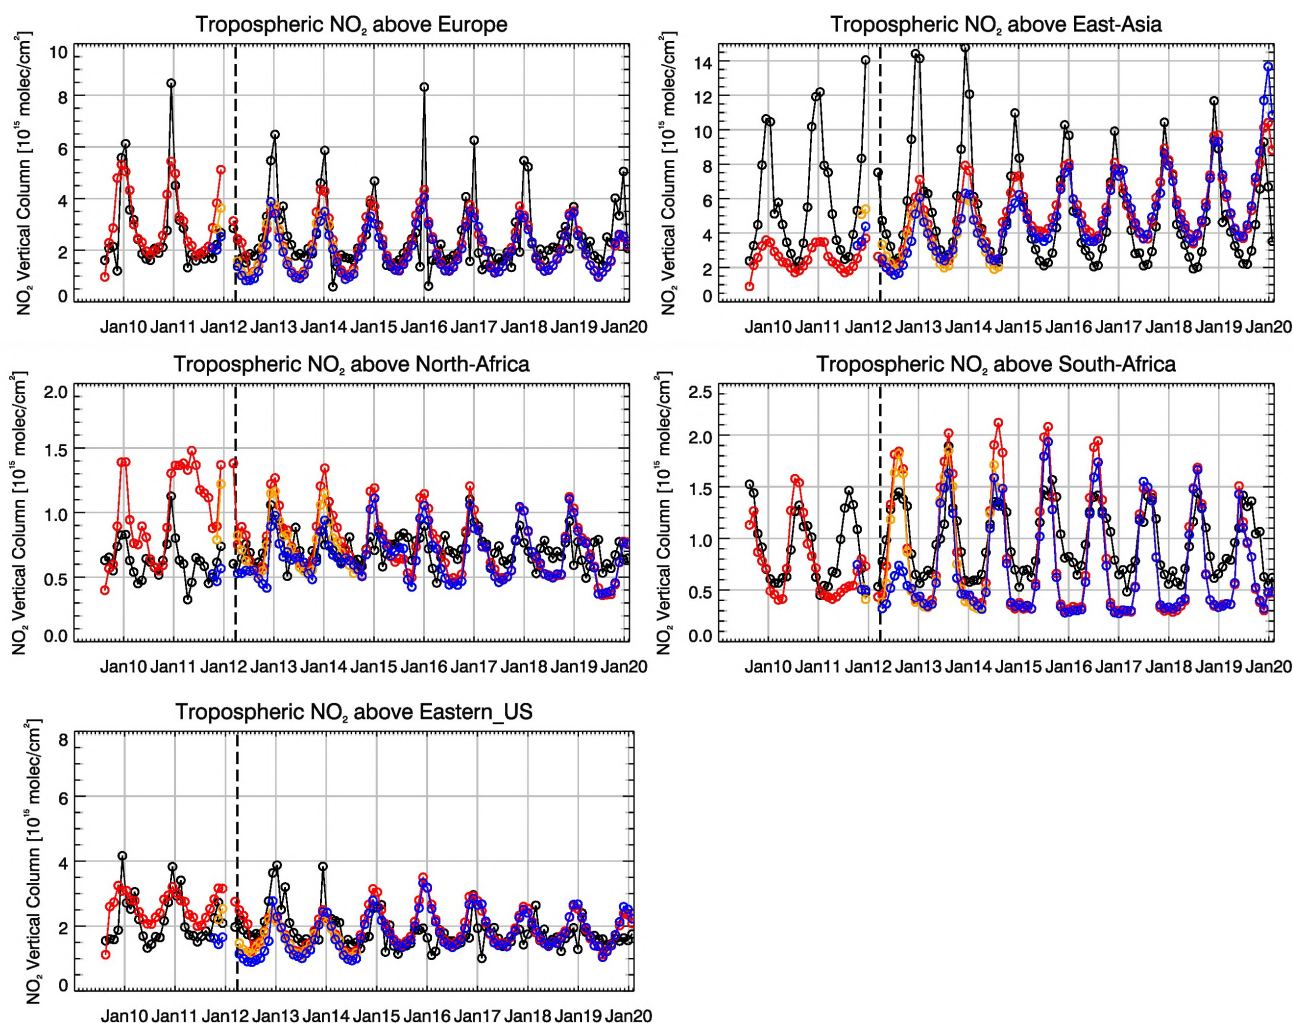 Tropospheric NO₂ above Europe
NO₂ Vertical Column [10¹⁵ molec/cm²]
10
8
6
4
2
0
Jan10 Jan11 Jan12 Jan13 Jan14 Jan15 Jan16 Jan17 Jan18 Jan19 Jan20
Tropospheric NO₂ above East-Asia
NO₂ Vertical Column [10¹⁵ molec/cm²]
14
12
10
8
6
4
2
0
Jan10 Jan11 Jan12 Jan13 Jan14 Jan15 Jan16 Jan17 Jan18 Jan19 Jan20
Tropospheric NO₂ above North-Africa
NO₂ Vertical Column [10¹⁵ molec/cm²]
2.0
1.5
1.0
0.5
0.0
Jan10 Jan11 Jan12 Jan13 Jan14 Jan15 Jan16 Jan17 Jan18 Jan19 Jan20
Tropospheric NO₂ above South-Africa
NO₂ Vertical Column [10¹⁵ molec/cm²]
2.5
2.0
1.5
1.0
0.5
0.0
Jan10 Jan11 Jan12 Jan13 Jan14 Jan15 Jan16 Jan17 Jan18 Jan19 Jan20
Tropospheric NO₂ above Eastern_US
NO₂ Vertical Column [10¹⁵ molec/cm²]
8
6
4
2
0
Jan10 Jan11 Jan12 Jan13 Jan14 Jan15 Jan16 Jan17 Jan18 Jan19 Jan20